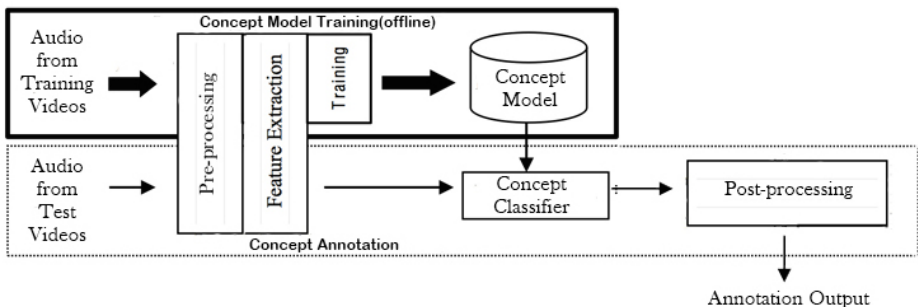 Concept Model Training(offline)
Audio
from
Training
Videos
Pre-processing
Feature Extraction
Training
Concept
Model
Audio
from
Test
Videos
Concept
Classifier
Post-processing
Concept Annotation
Annotation Output